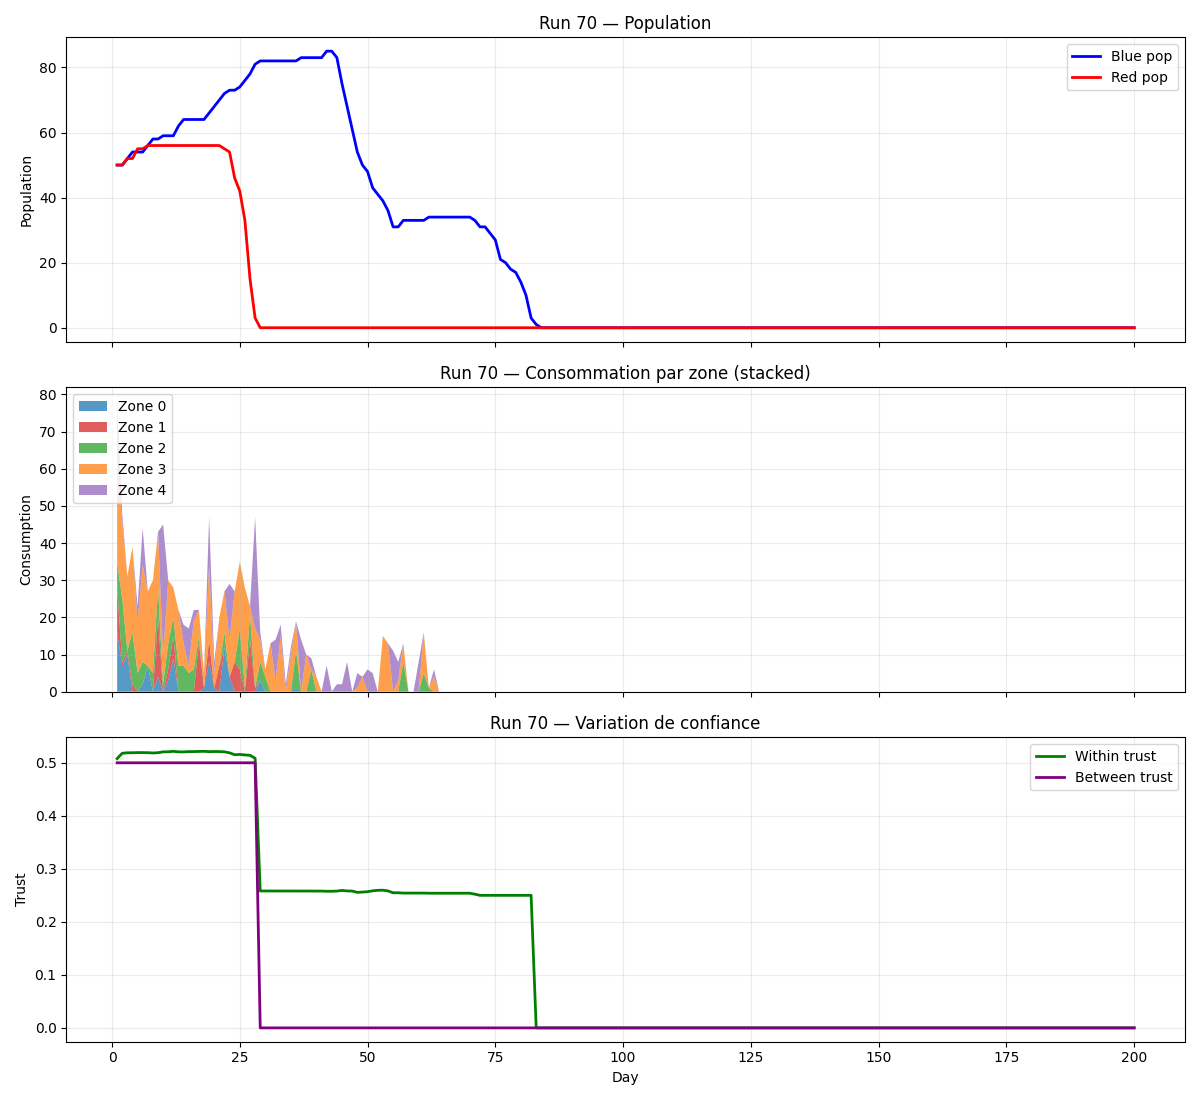 Run 70 — Population
80
60
40
20
0
Population
Blue pop
Red pop
Run 70 — Consommation par zone (stacked)
80
70
60
50
40
30
20
10
0
Consumption
Zone 0
Zone 1
Zone 2
Zone 3
Zone 4
Run 70 — Variation de confiance
0.5
0.4
0.3
0.2
0.1
0.0
Trust
Within trust
Between trust
0 25 50 75 100 125 150 175 200
Day